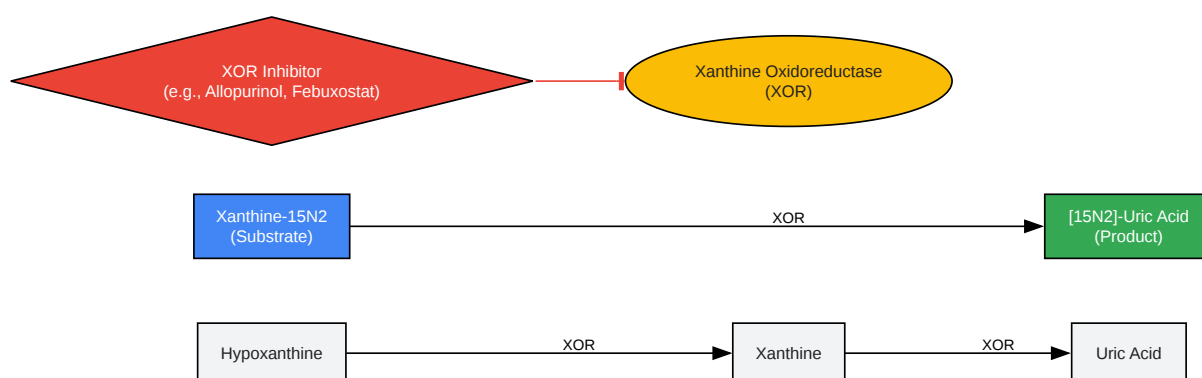 XOR Inhibitor
(e.g., Allopurinol, Febuxostat)
Xanthine Oxidoreductase
(XOR)
Xanthine-15N2
(Substrate)
XOR
[15N2]-Uric Acid
(Product)
Hypoxanthine
XOR
Xanthine
XOR
Uric Acid